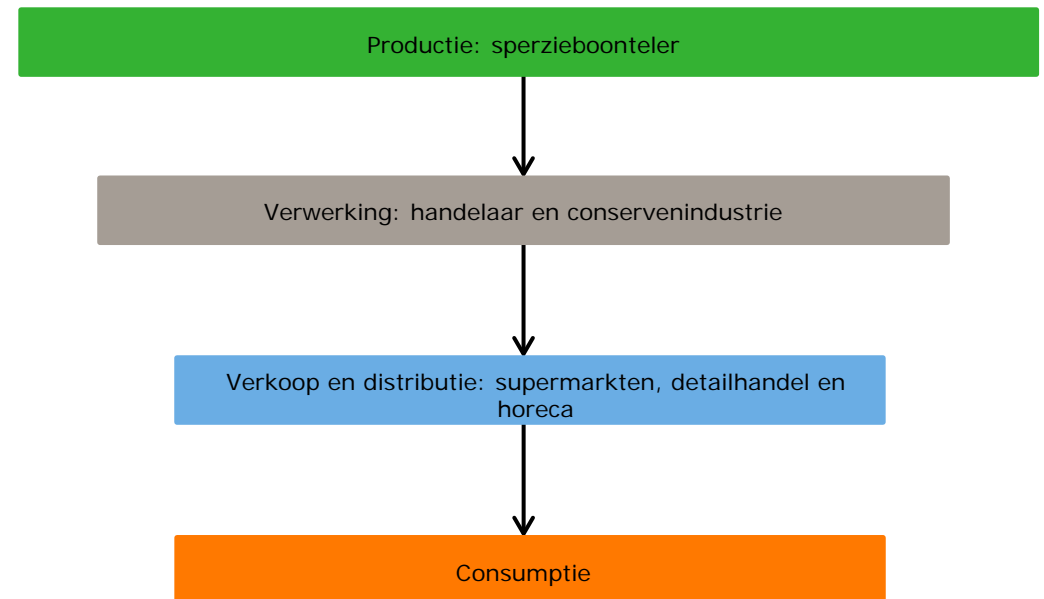 Productie: sperzieboonteler
Verwerking: handelaar en conservenindustrie
Verkoop en distributie: supermarkten, detailhandel en
horeca
Consumptie